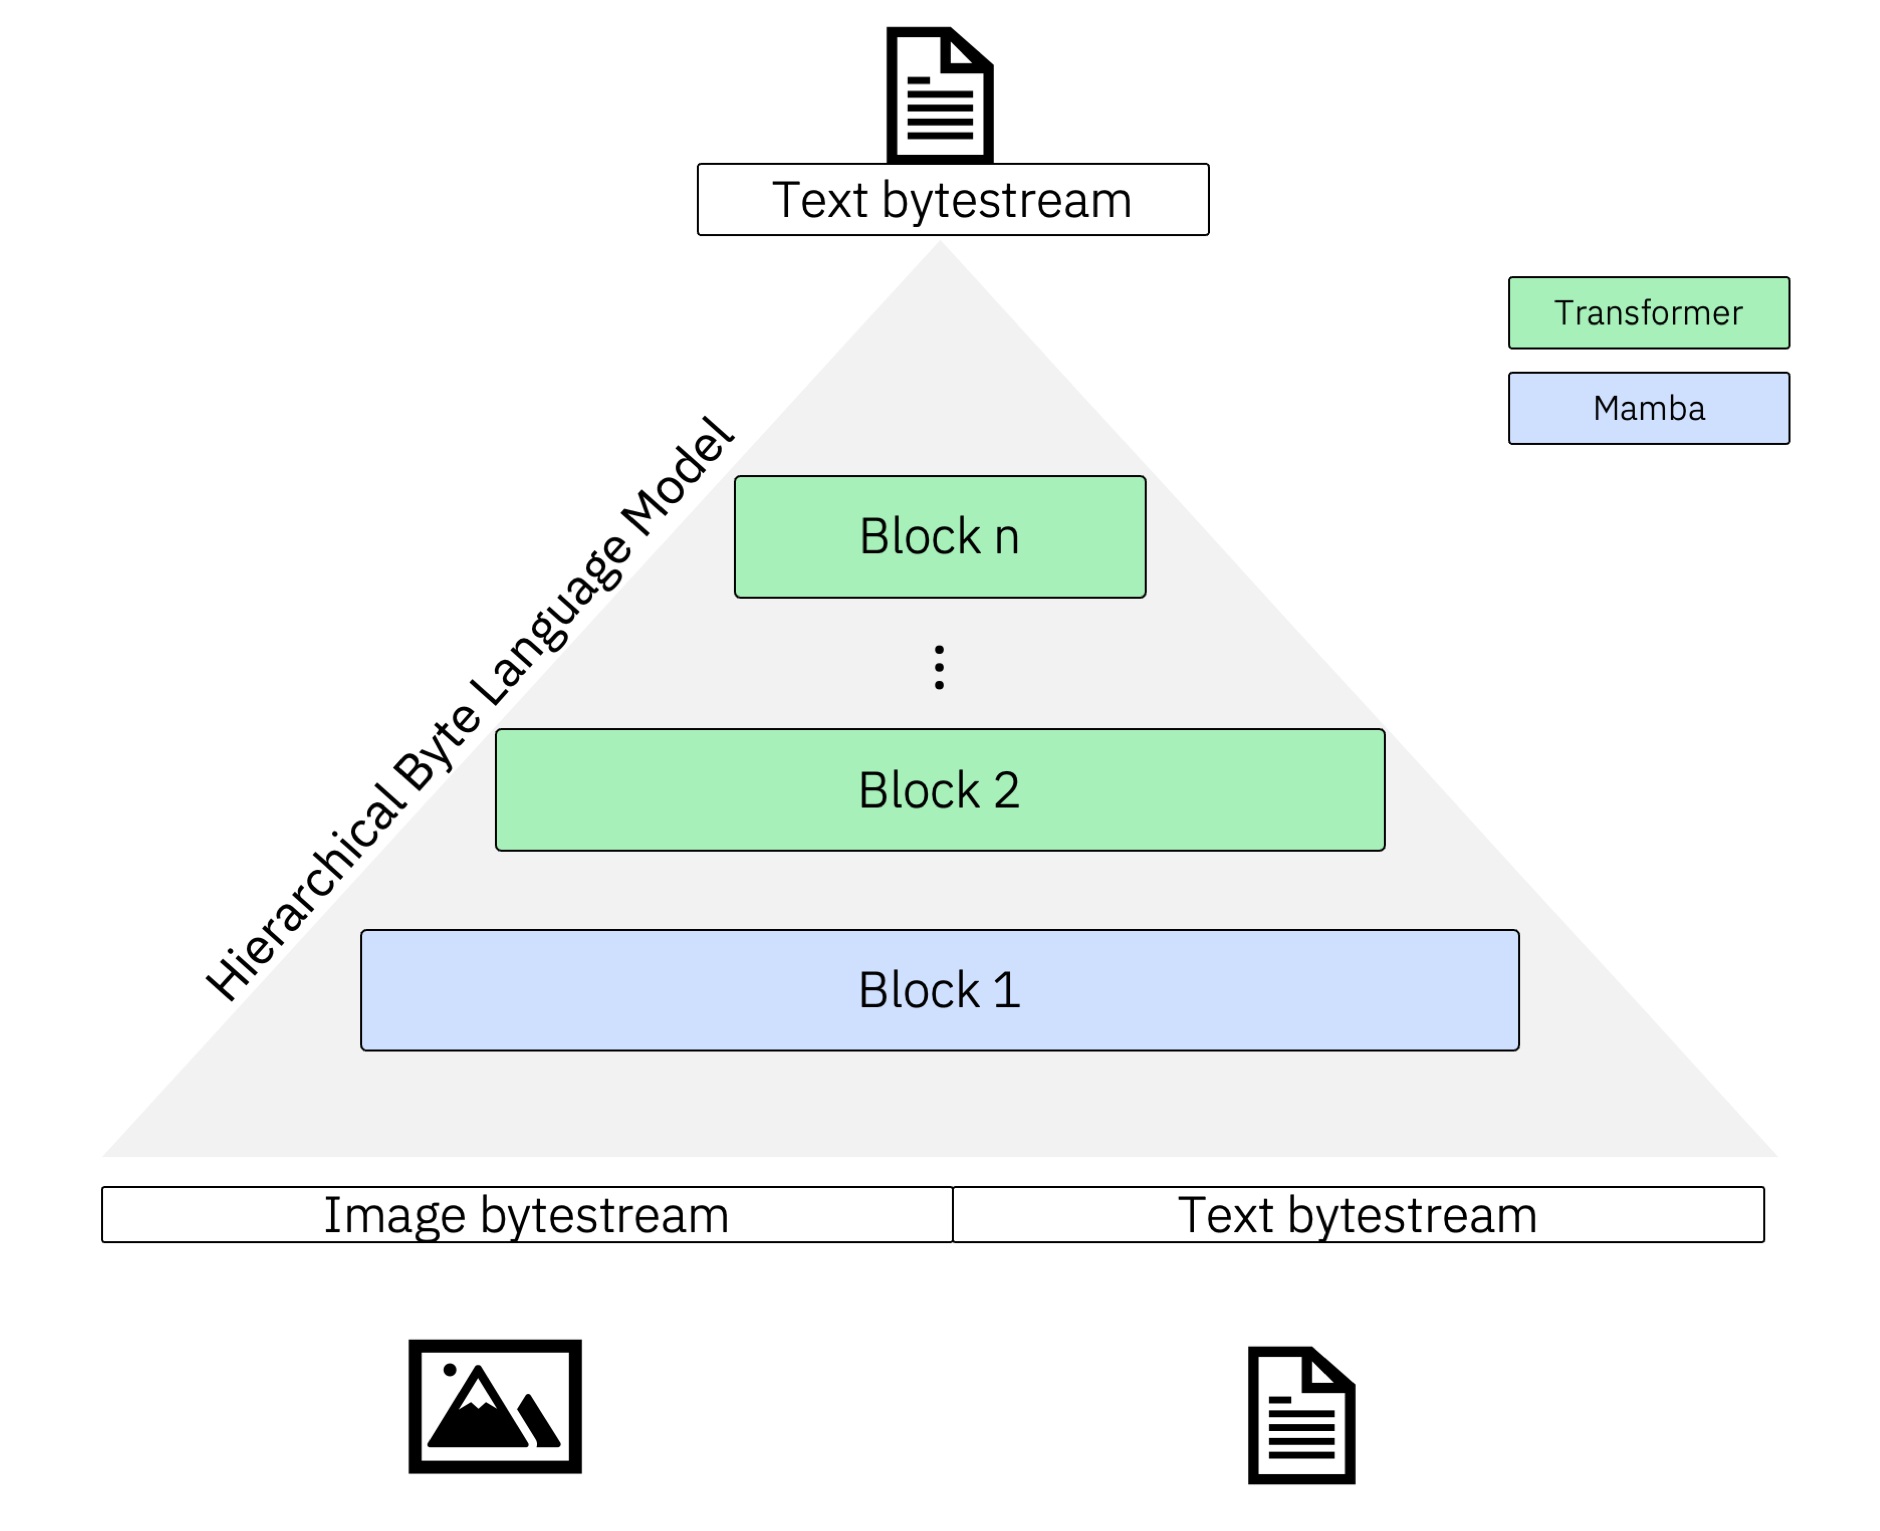 Text bytestream
Transformer
Mamba
Hierarchical Byte Language Model
Block n
Block 2
Block 1
Image bytestream
Text bytestream